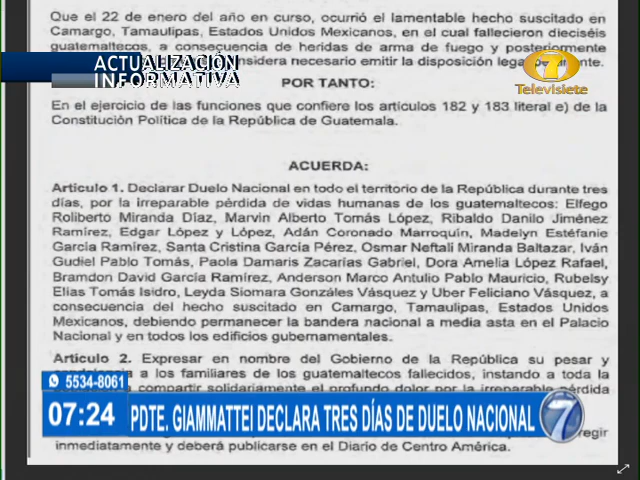 Que el 22 de enero del año en curso, ocurrió el lamentable hecho suscitado en
Camargo, Tamaulipas, Estados Unidos Mexicanos, en el cual fallecieron dieciséis
guatemaltecos, a consecuencia de heridas de arma de fuego y posteriormente
considera necesario emitir la disposición legal
ACTUALIZACIÓN
INFORMATIVA
7
Televisiete
POR TANTO:
En el ejercicio de las funciones que confiere los artículos 182 y 183 literal e) de la
Constitución Política de la República de Guatemala.
ACUERDA:
Artículo 1. Declarar Duelo Nacional en todo el territorio de la República durante tres
días, por la irreparable pérdida de vidas humanas de los guatemaltecos: Elfego
Roliberto Miranda Díaz, Marvin Alberto Tomás López, Ribaldo Danilo Jiménez
Ramírez, Edgar López y López, Adán Coronado Marroquín, Madelyn Estéfanie
García Ramírez, Santa Cristina García Pérez, Osmar Neftalí Miranda Baltazar, Iván
Gudiel Pablo Tomás, Paola Damaris Zacarías Gabriel, Dora Amelia López Rafael,
Brandon David García Ramírez, Anderson Marco Antulio Pablo Mauricio, Rubelsy
Elías Tomás Isidro, Leyda Siomara Gonzáles Vásquez y Uber Feliciano Vásquez, a
consecuencia del hecho suscitado en Camargo, Tamaulipas, Estados Unidos
Mexicanos, debiendo permanecer la bandera nacional a media asta en el Palacio
Nacional y en todos los edificios gubernamentales.
Artículo 2. Expresar en nombre del Gobierno de la República su pesar y
a los familiares de los guatemaltecos fallecidos, instando a toda la
compartir solidariamente el profundo dolor por la irreparable pérdida
5534-8061
07:24
PDTE. GIAMMATTEI DECLARA TRES DÍAS DE DUELO NACIONAL
7
regir
inmediatamente y deberá publicarse en el Diario de Centro América.